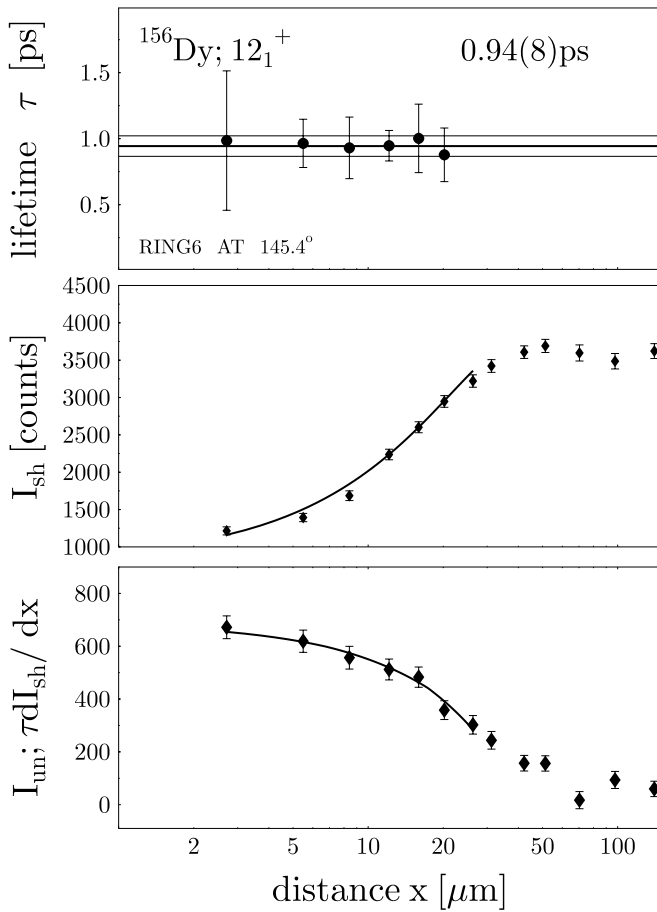 ¹⁵⁶Dy; 12₁⁺ 0.94(8)ps
lifetime τ [ps]
1.5
1.0
0.5
RING6 AT 145.4°
I_sh [counts]
4500
4000
3500
3000
2500
2000
1500
1000
I_un; τdI_sh/ dx
800
600
400
200
0
2 5 10 20 50 100
distance x [μm]